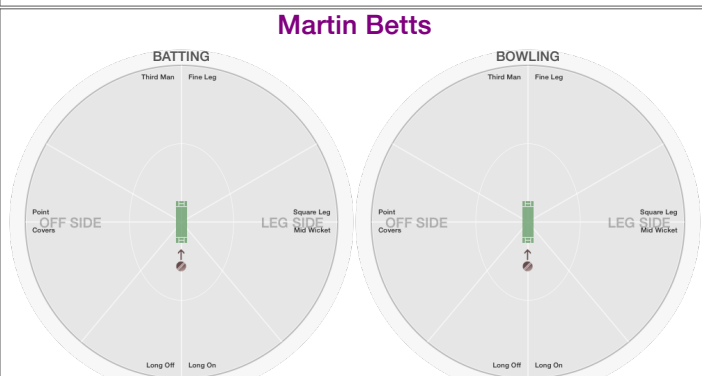 Martin Betts
BATTING
Third Man Fine Leg
Point
OFF SIDE
Covers
Square Leg
LEG SIDE
Mid Wicket
Long Off Long On
BOWLING
Third Man Fine Leg
Point
OFF SIDE
Covers
Square Leg
LEG SIDE
Mid Wicket
Long Off Long On